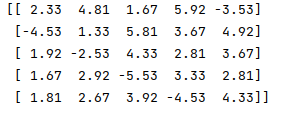 [[ 2.33 4.81 1.67 5.92 -3.53]
[-4.53 1.33 5.81 3.67 4.92]
[ 1.92 -2.53 4.33 2.81 3.67]
[ 1.67 2.92 -5.53 3.33 2.81]
[ 1.81 2.67 3.92 -4.53 4.33]]